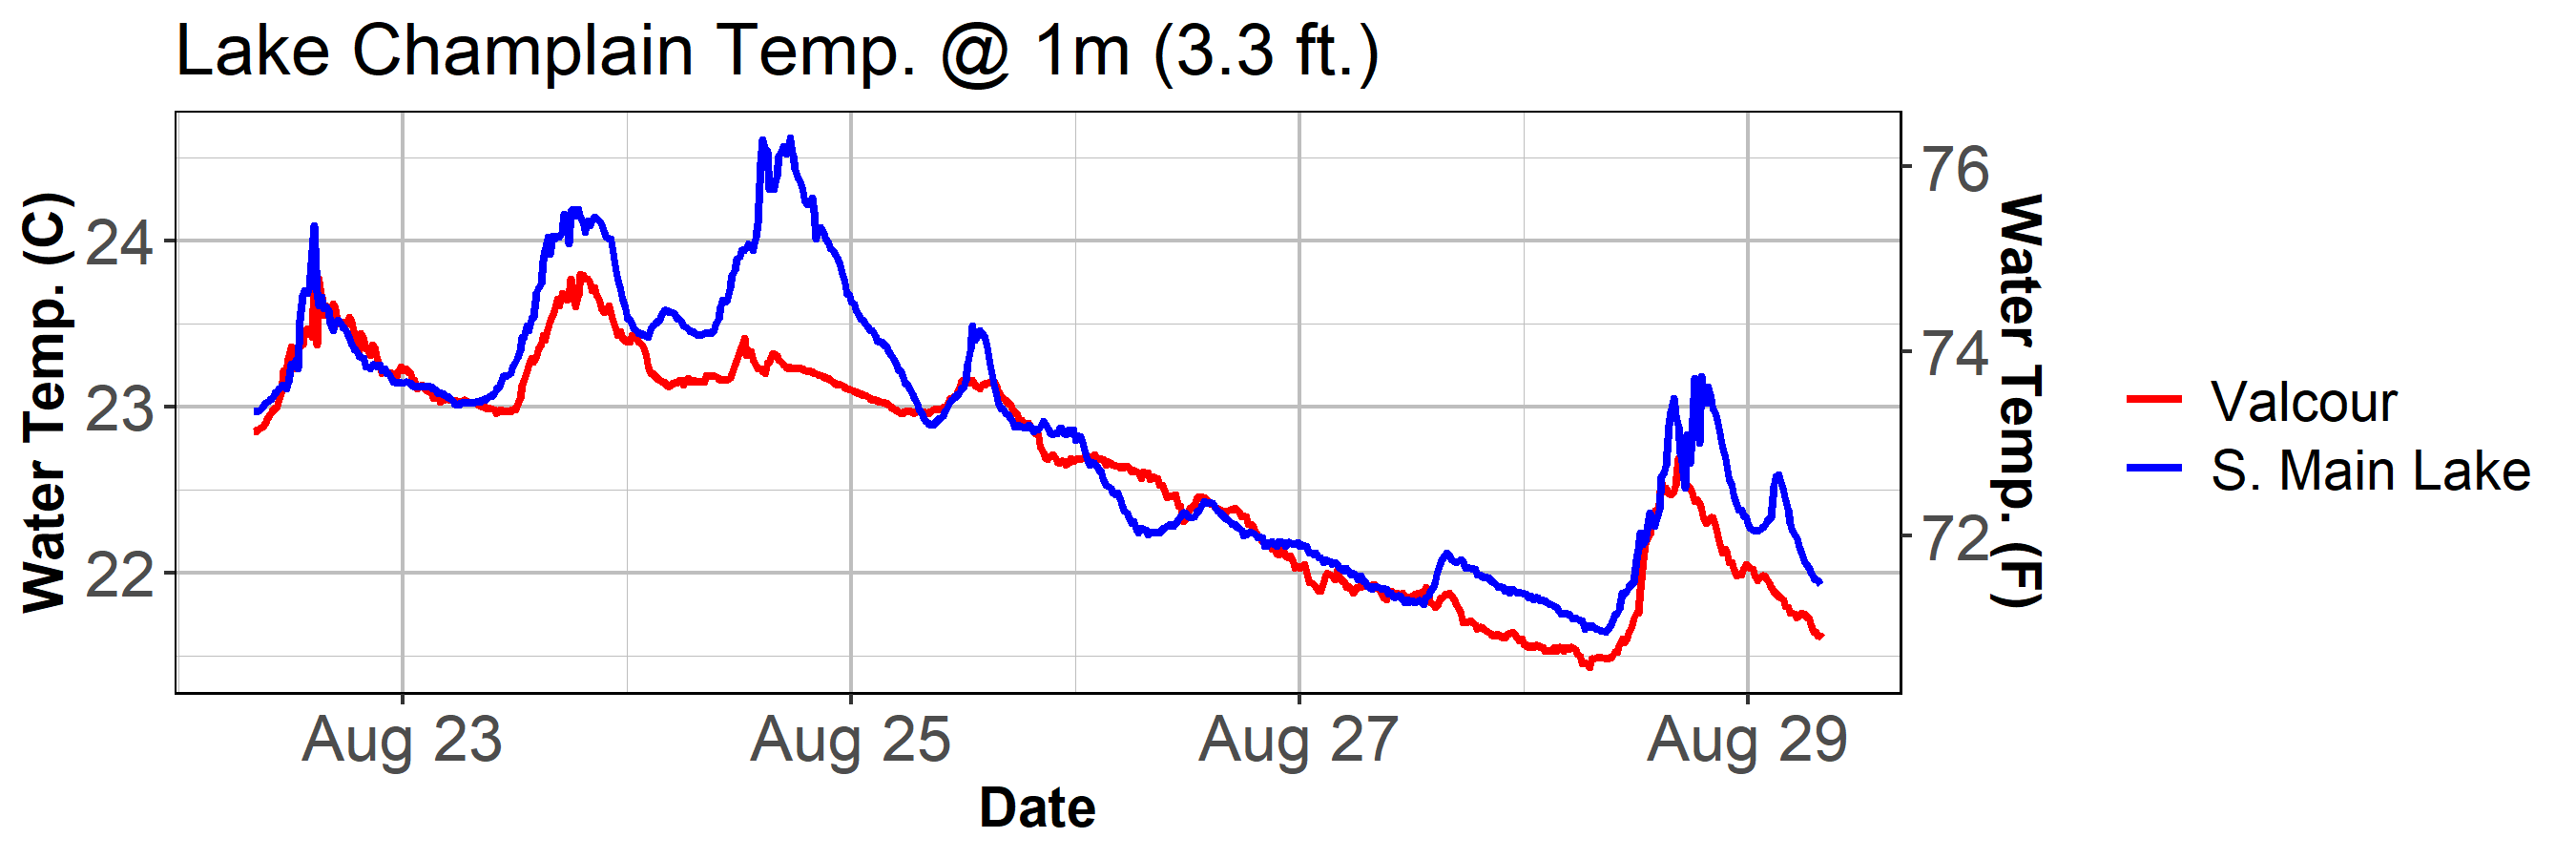 Lake Champlain Temp. @ 1m (3.3 ft.)
Water Temp. (C)
24
23
22
76
74
72
Water Temp. (F)
Aug 23
Aug 25
Aug 27
Aug 29
Date
Valcour
S. Main Lake